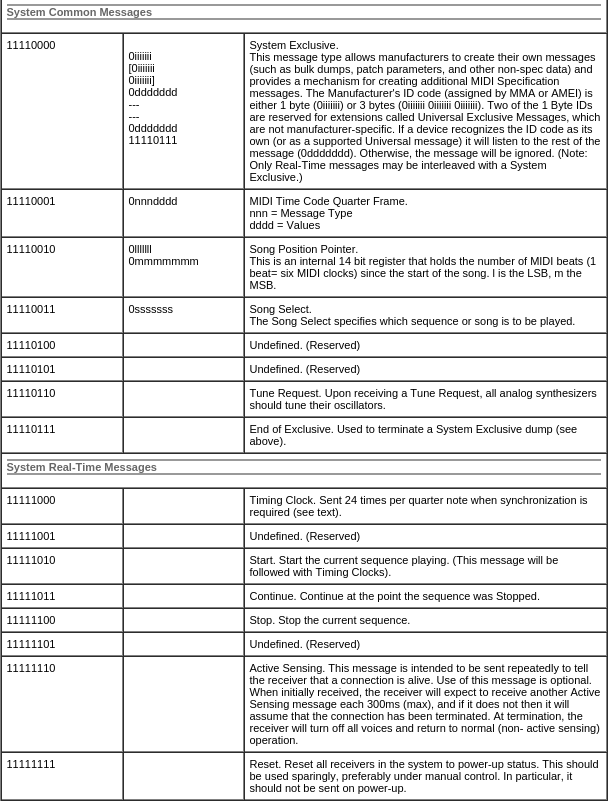 System Common Messages
11110000
0iiiiiii
[0iiiiiii
0iiiiiii]
0ddddddd
---
---
0ddddddd
11110111
System Exclusive.
This message type allows manufacturers to create their own messages
(such as bulk dumps, patch parameters, and other non-spec data) and
provides a mechanism for creating additional MIDI Specification
messages. The Manufacturer's ID code (assigned by MMA or AMEI) is
either 1 byte (0iiiiiii) or 3 bytes (0iiiiiii 0iiiiiii 0iiiiiii). Two of the 1 Byte IDs
are reserved for extensions called Universal Exclusive Messages, which
are not manufacturer-specific. If a device recognizes the ID code as its
own (or as a supported Universal message) it will listen to the rest of the
message (0ddddddd). Otherwise, the message will be ignored. (Note:
Only Real-Time messages may be interleaved with a System
Exclusive.)
11110001
0nnndddd
MIDI Time Code Quarter Frame.
nnn = Message Type
dddd = Values
11110010
0lllllll
0mmmmmmm
Song Position Pointer.
This is an internal 14 bit register that holds the number of MIDI beats (1
beat= six MIDI clocks) since the start of the song. l is the LSB, m the
MSB.
11110011
0sssssss
Song Select.
The Song Select specifies which sequence or song is to be played.
11110100
Undefined. (Reserved)
11110101
Undefined. (Reserved)
11110110
Tune Request. Upon receiving a Tune Request, all analog synthesizers
should tune their oscillators.
11110111
End of Exclusive. Used to terminate a System Exclusive dump (see
above).
System Real-Time Messages
11111000
Timing Clock. Sent 24 times per quarter note when synchronization is
required (see text).
11111001
Undefined. (Reserved)
11111010
Start. Start the current sequence playing. (This message will be
followed with Timing Clocks).
11111011
Continue. Continue at the point the sequence was Stopped.
11111100
Stop. Stop the current sequence.
11111101
Undefined. (Reserved)
11111110
Active Sensing. This message is intended to be sent repeatedly to tell
the receiver that a connection is alive. Use of this message is optional.
When initially received, the receiver will expect to receive another Active
Sensing message each 300ms (max), and if it does not then it will
assume that the connection has been terminated. At termination, the
receiver will turn off all voices and return to normal (non- active sensing)
operation.
11111111
Reset. Reset all receivers in the system to power-up status. This should
be used sparingly, preferably under manual control. In particular, it
should not be sent on power-up.